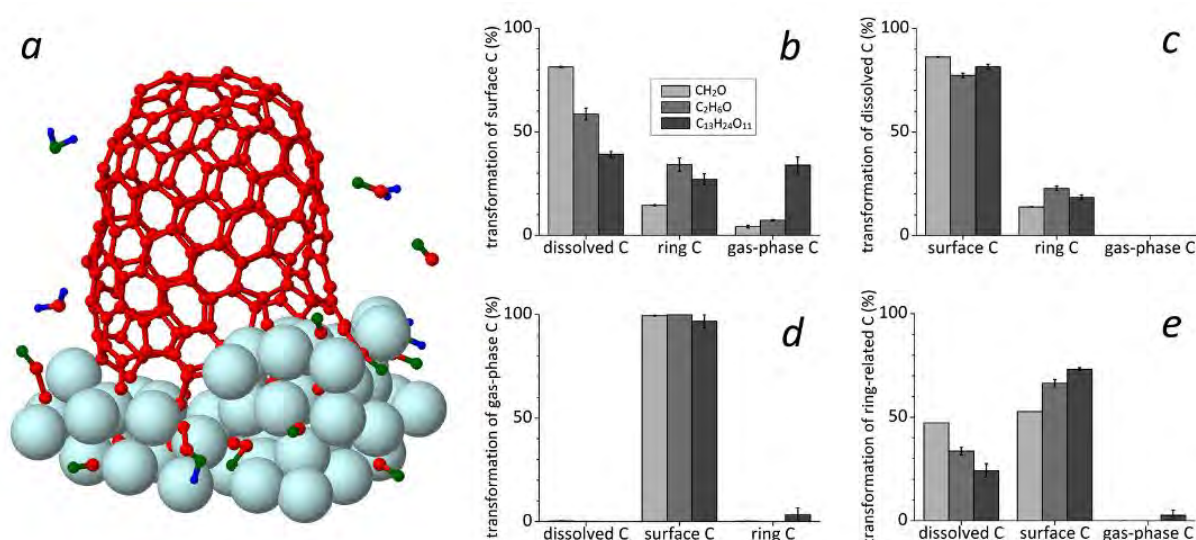 a
b
transformation of surface C (%)
100
50
0
CH₂O
C₂H₆O
C₁₃H₂₄O₁₁
dissolved C ring C gas-phase C
c
transformation of dissolved C (%)
100
50
0
surface C ring C gas-phase C
d
transformation of gas-phase C (%)
100
50
0
dissolved C surface C ring C
e
transformation of ring-related C (%)
100
50
0
dissolved C surface C gas-phase C